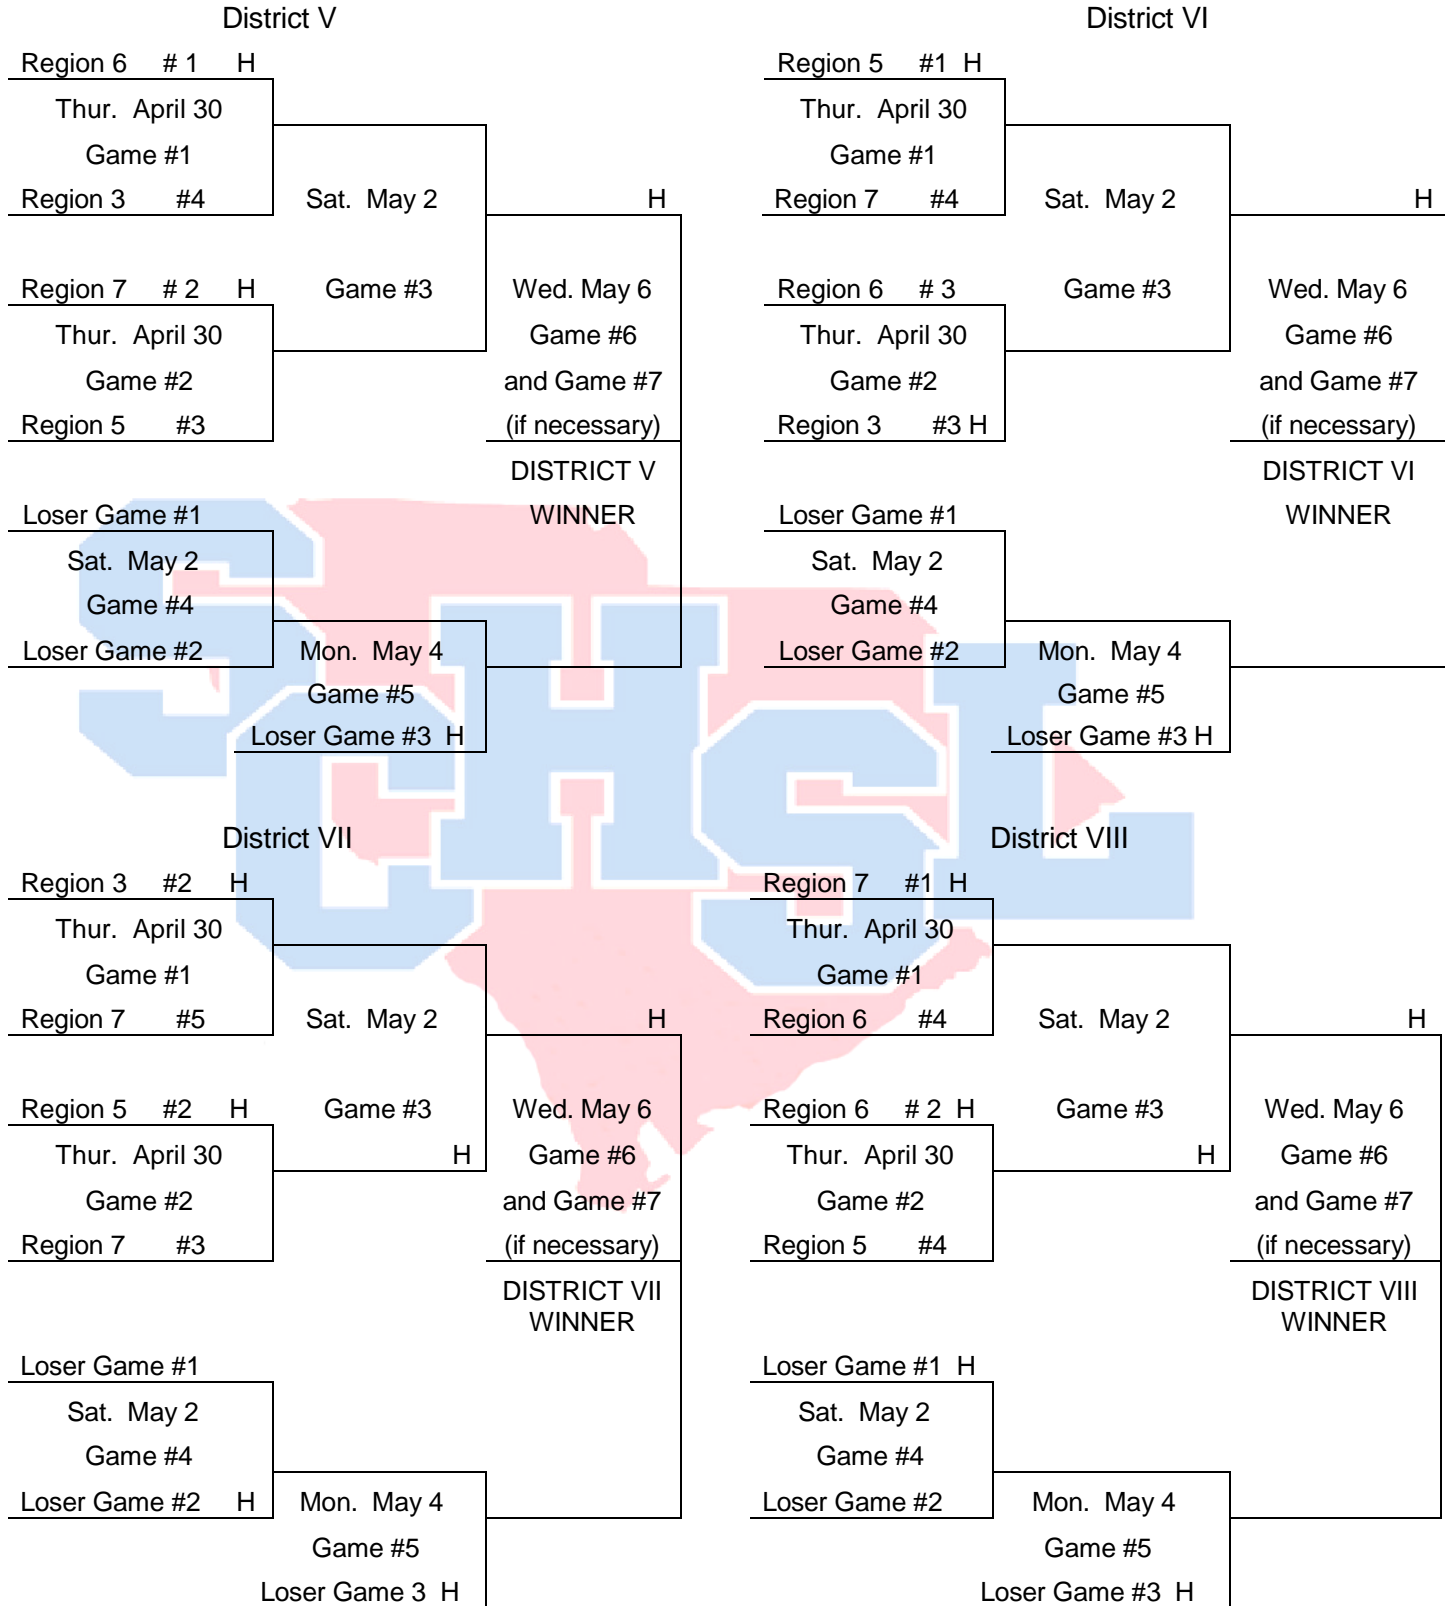 District V
Region 6 # 1 H
Thur. April 30
Game #1
Region 3 #4
Sat. May 2
H
Region 7 # 2 H
Game #3
Wed. May 6
Thur. April 30
Game #6
Game #2
and Game #7
Region 5 #3
(if necessary)
DISTRICT V
Loser Game #1
WINNER
Sat. May 2
Game #4
Loser Game #2
Mon. May 4
Game #5
Loser Game #3 H
District VI
Region 5 #1 H
Thur. April 30
Game #1
Region 7 #4
Sat. May 2
H
Region 6 # 3
Game #3
Wed. May 6
Thur. April 30
Game #6
Game #2
and Game #7
Region 3 #3 H
(if necessary)
DISTRICT VI
Loser Game #1
WINNER
Sat. May 2
Game #4
Loser Game #2
Mon. May 4
Game #5
Loser Game #3 H
SCHSL
District VII
Region 3 #2 H
Thur. April 30
Game #1
Region 7 #5
Sat. May 2
H
Region 5 #2 H
Game #3
Wed. May 6
Thur. April 30
H
Game #6
Game #2
and Game #7
Region 7 #3
(if necessary)
DISTRICT VII
WINNER
Loser Game #1
Sat. May 2
Game #4
Loser Game #2 H
Mon. May 4
Game #5
Loser Game 3 H
District VIII
Region 7 #1 H
Thur. April 30
Game #1
Region 6 #4
Sat. May 2
H
Region 6 # 2 H
Game #3
Wed. May 6
Thur. April 30
H
Game #6
Game #2
and Game #7
Region 5 #4
(if necessary)
DISTRICT VIII
WINNER
Loser Game #1 H
Sat. May 2
Game #4
Loser Game #2
Mon. May 4
Game #5
Loser Game #3 H